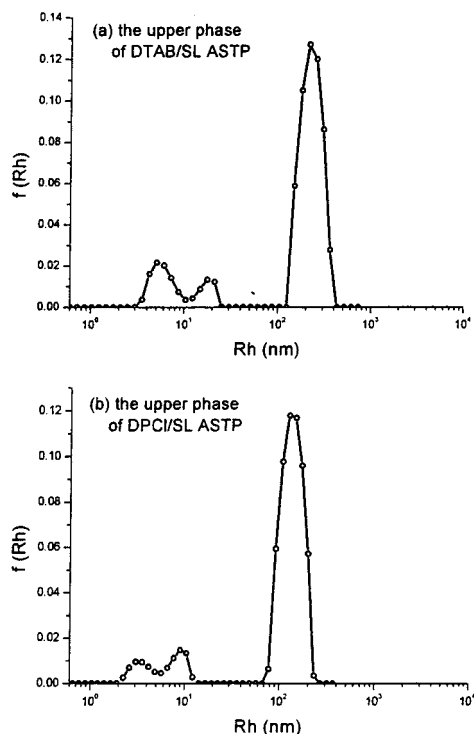 (a) the upper phase
of DTAB/SL ASTP
0.14
0.12
0.10
0.08
0.06
0.04
0.02
0.00
f (Rh)
10⁰ 10¹ 10² 10³ 10⁴
Rh (nm)
(b) the upper phase
of DPCl/SL ASTP
0.12
0.10
0.08
0.06
0.04
0.02
0.00
f (Rh)
10⁰ 10¹ 10² 10³ 10⁴
Rh (nm)